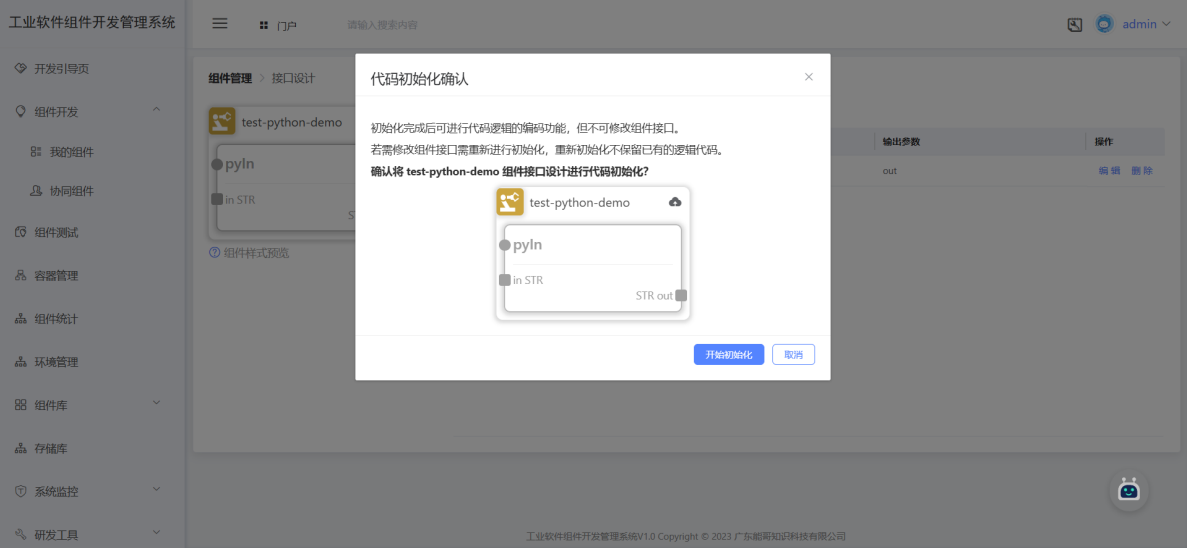 工业软件组件开发管理系统
门户
请输入搜索内容
admin
开发引导页
组件开发
我的组件
协同组件
组件测试
容器管理
组件统计
环境管理
组件库
存储库
系统监控
研发工具
组件管理
接口设计
test-python-demo
pyIn
in STR
组件样式预览
输出参数
操作
out
编辑 删除
代码初始化确认
初始化完成后可进行代码逻辑的编码功能，但不可修改组件接口。
若需修改组件接口需重新进行初始化，重新初始化不保留已有的逻辑代码。
确认将 test-python-demo 组件接口设计进行代码初始化?
test-python-demo
pyIn
in STR
STR out
开始初始化
取消
工业软件组件开发管理系统V1.0 Copyright © 2023 广东能哥知识科技有限公司